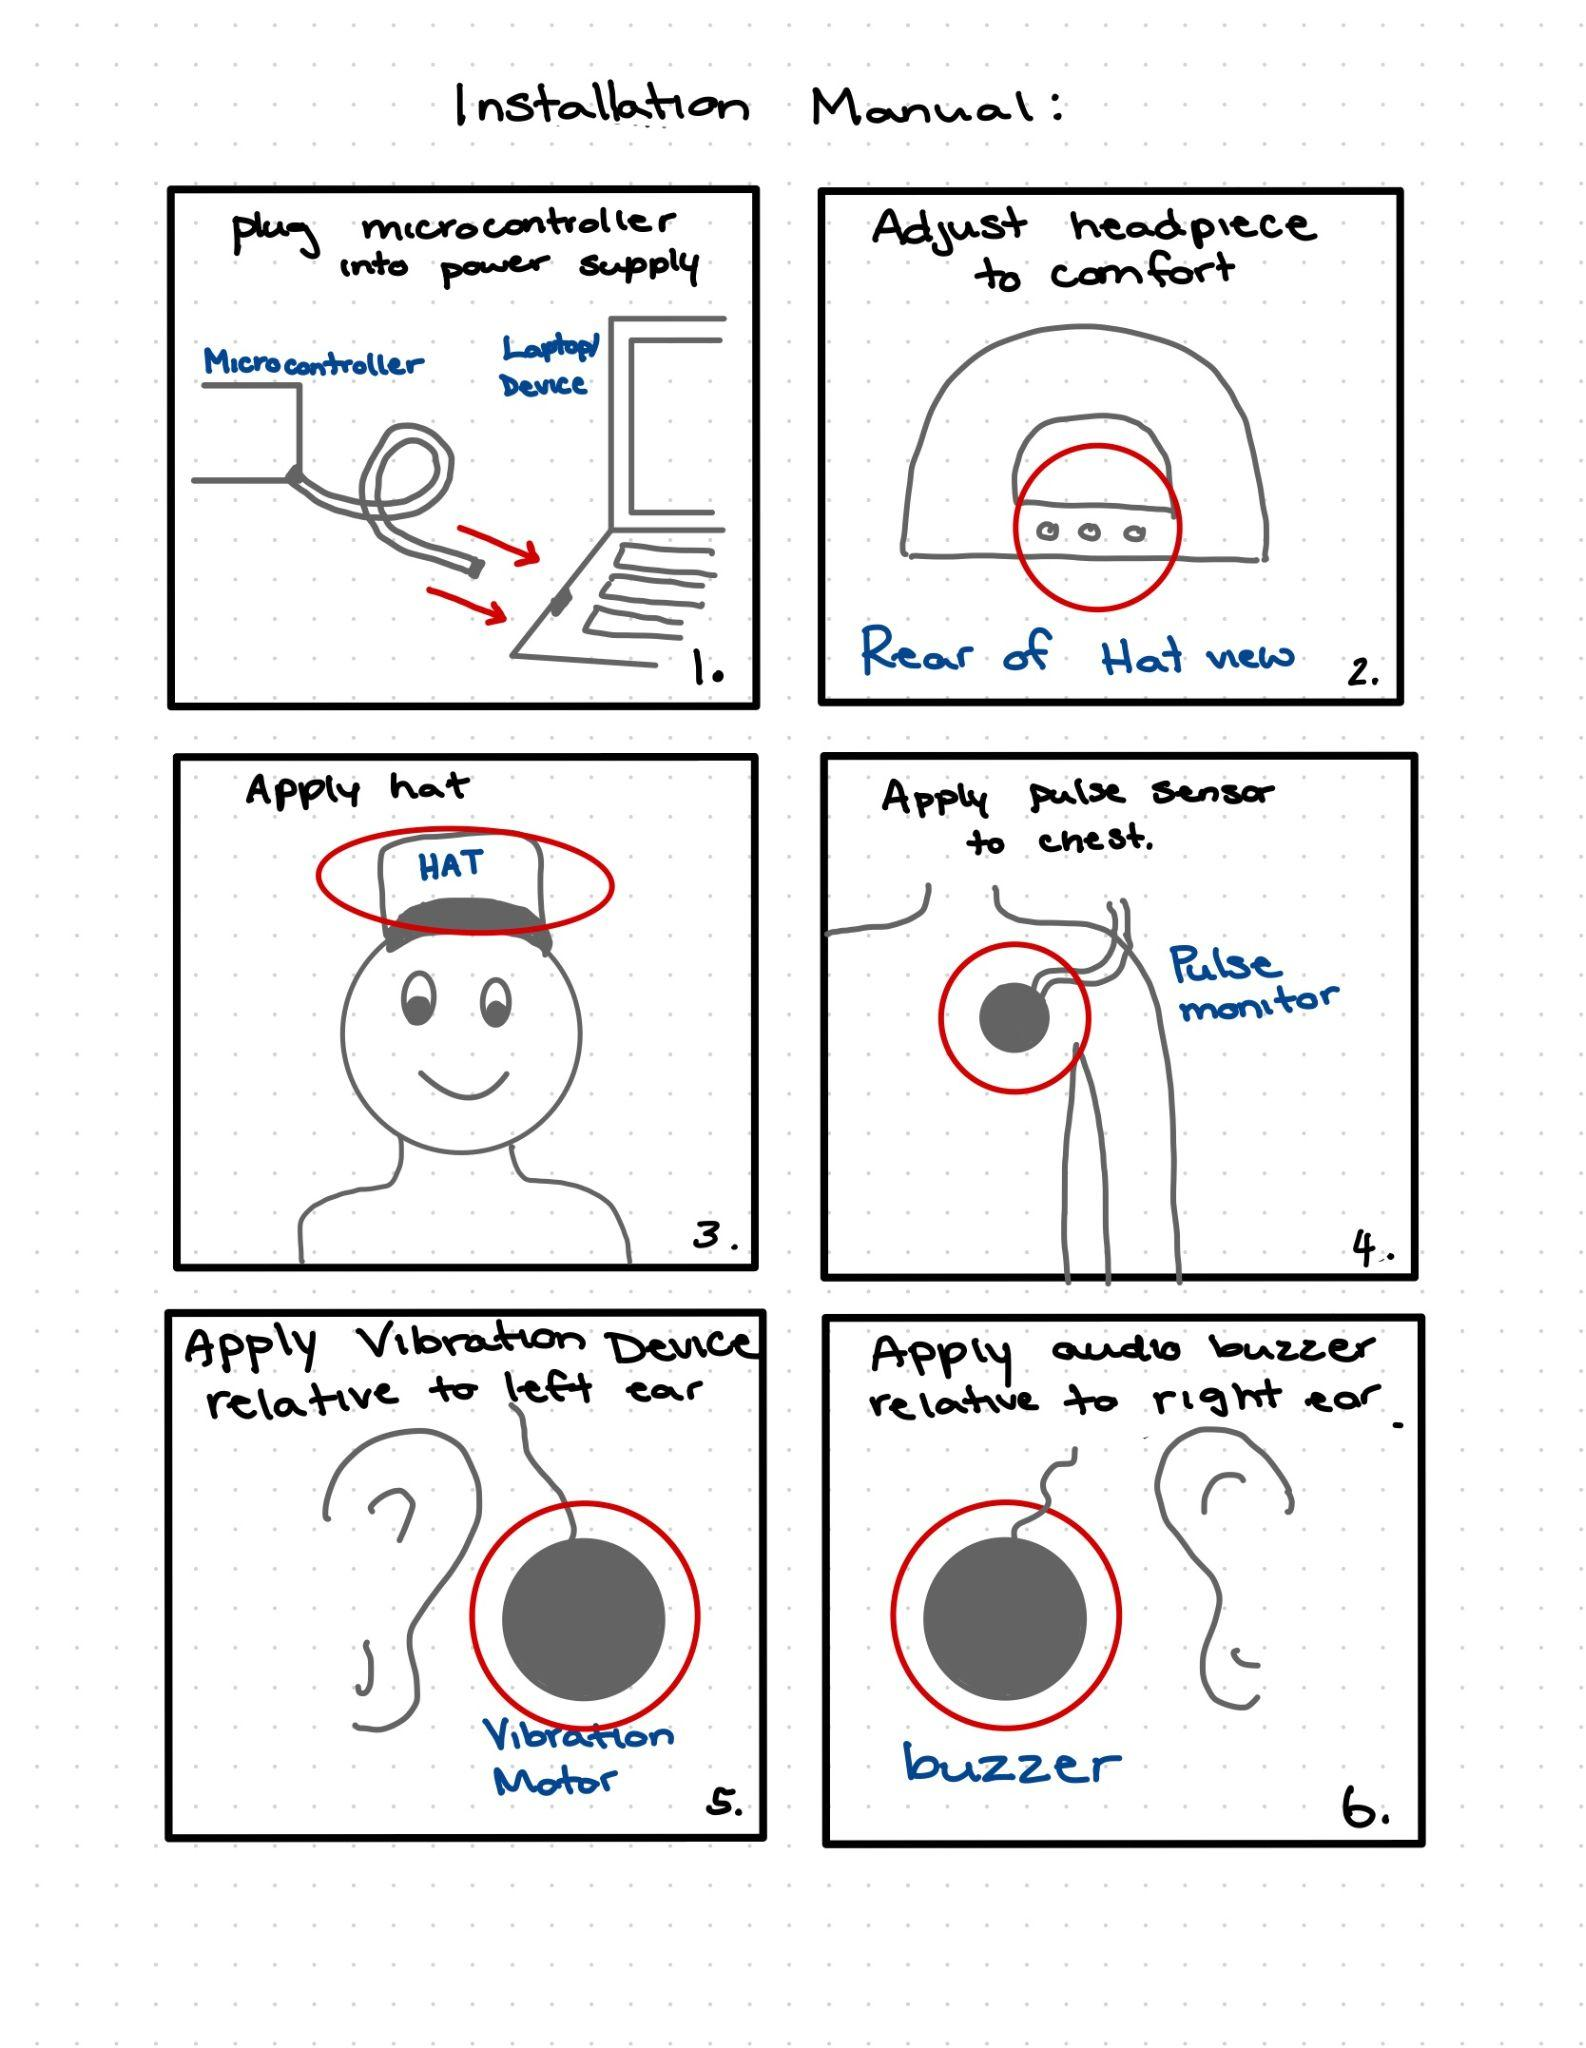 Installation Manual:
plug microcontroller
into power supply
Microcontroller
Laptop/
Device
1.
Adjust headpiece
to comfort
Rear of Hat view
2.
Apply hat
HAT
3.
Apply pulse sensor
to chest.
Pulse
monitor
4.
Apply Vibration Device
relative to left ear
Vibration
Motor
5.
Apply audio buzzer
relative to right ear.
buzzer
6.